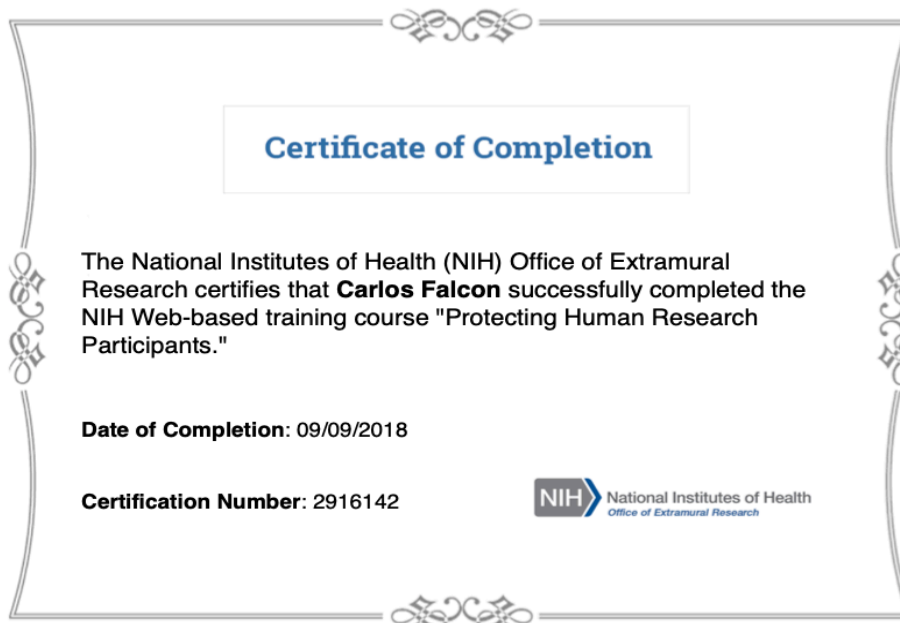 Certificate of Completion
The National Institutes of Health (NIH) Office of Extramural
Research certifies that Carlos Falcon successfully completed the
NIH Web-based training course "Protecting Human Research
Participants."
Date of Completion: 09/09/2018
Certification Number: 2916142
NIH National Institutes of Health
Office of Extramural Research